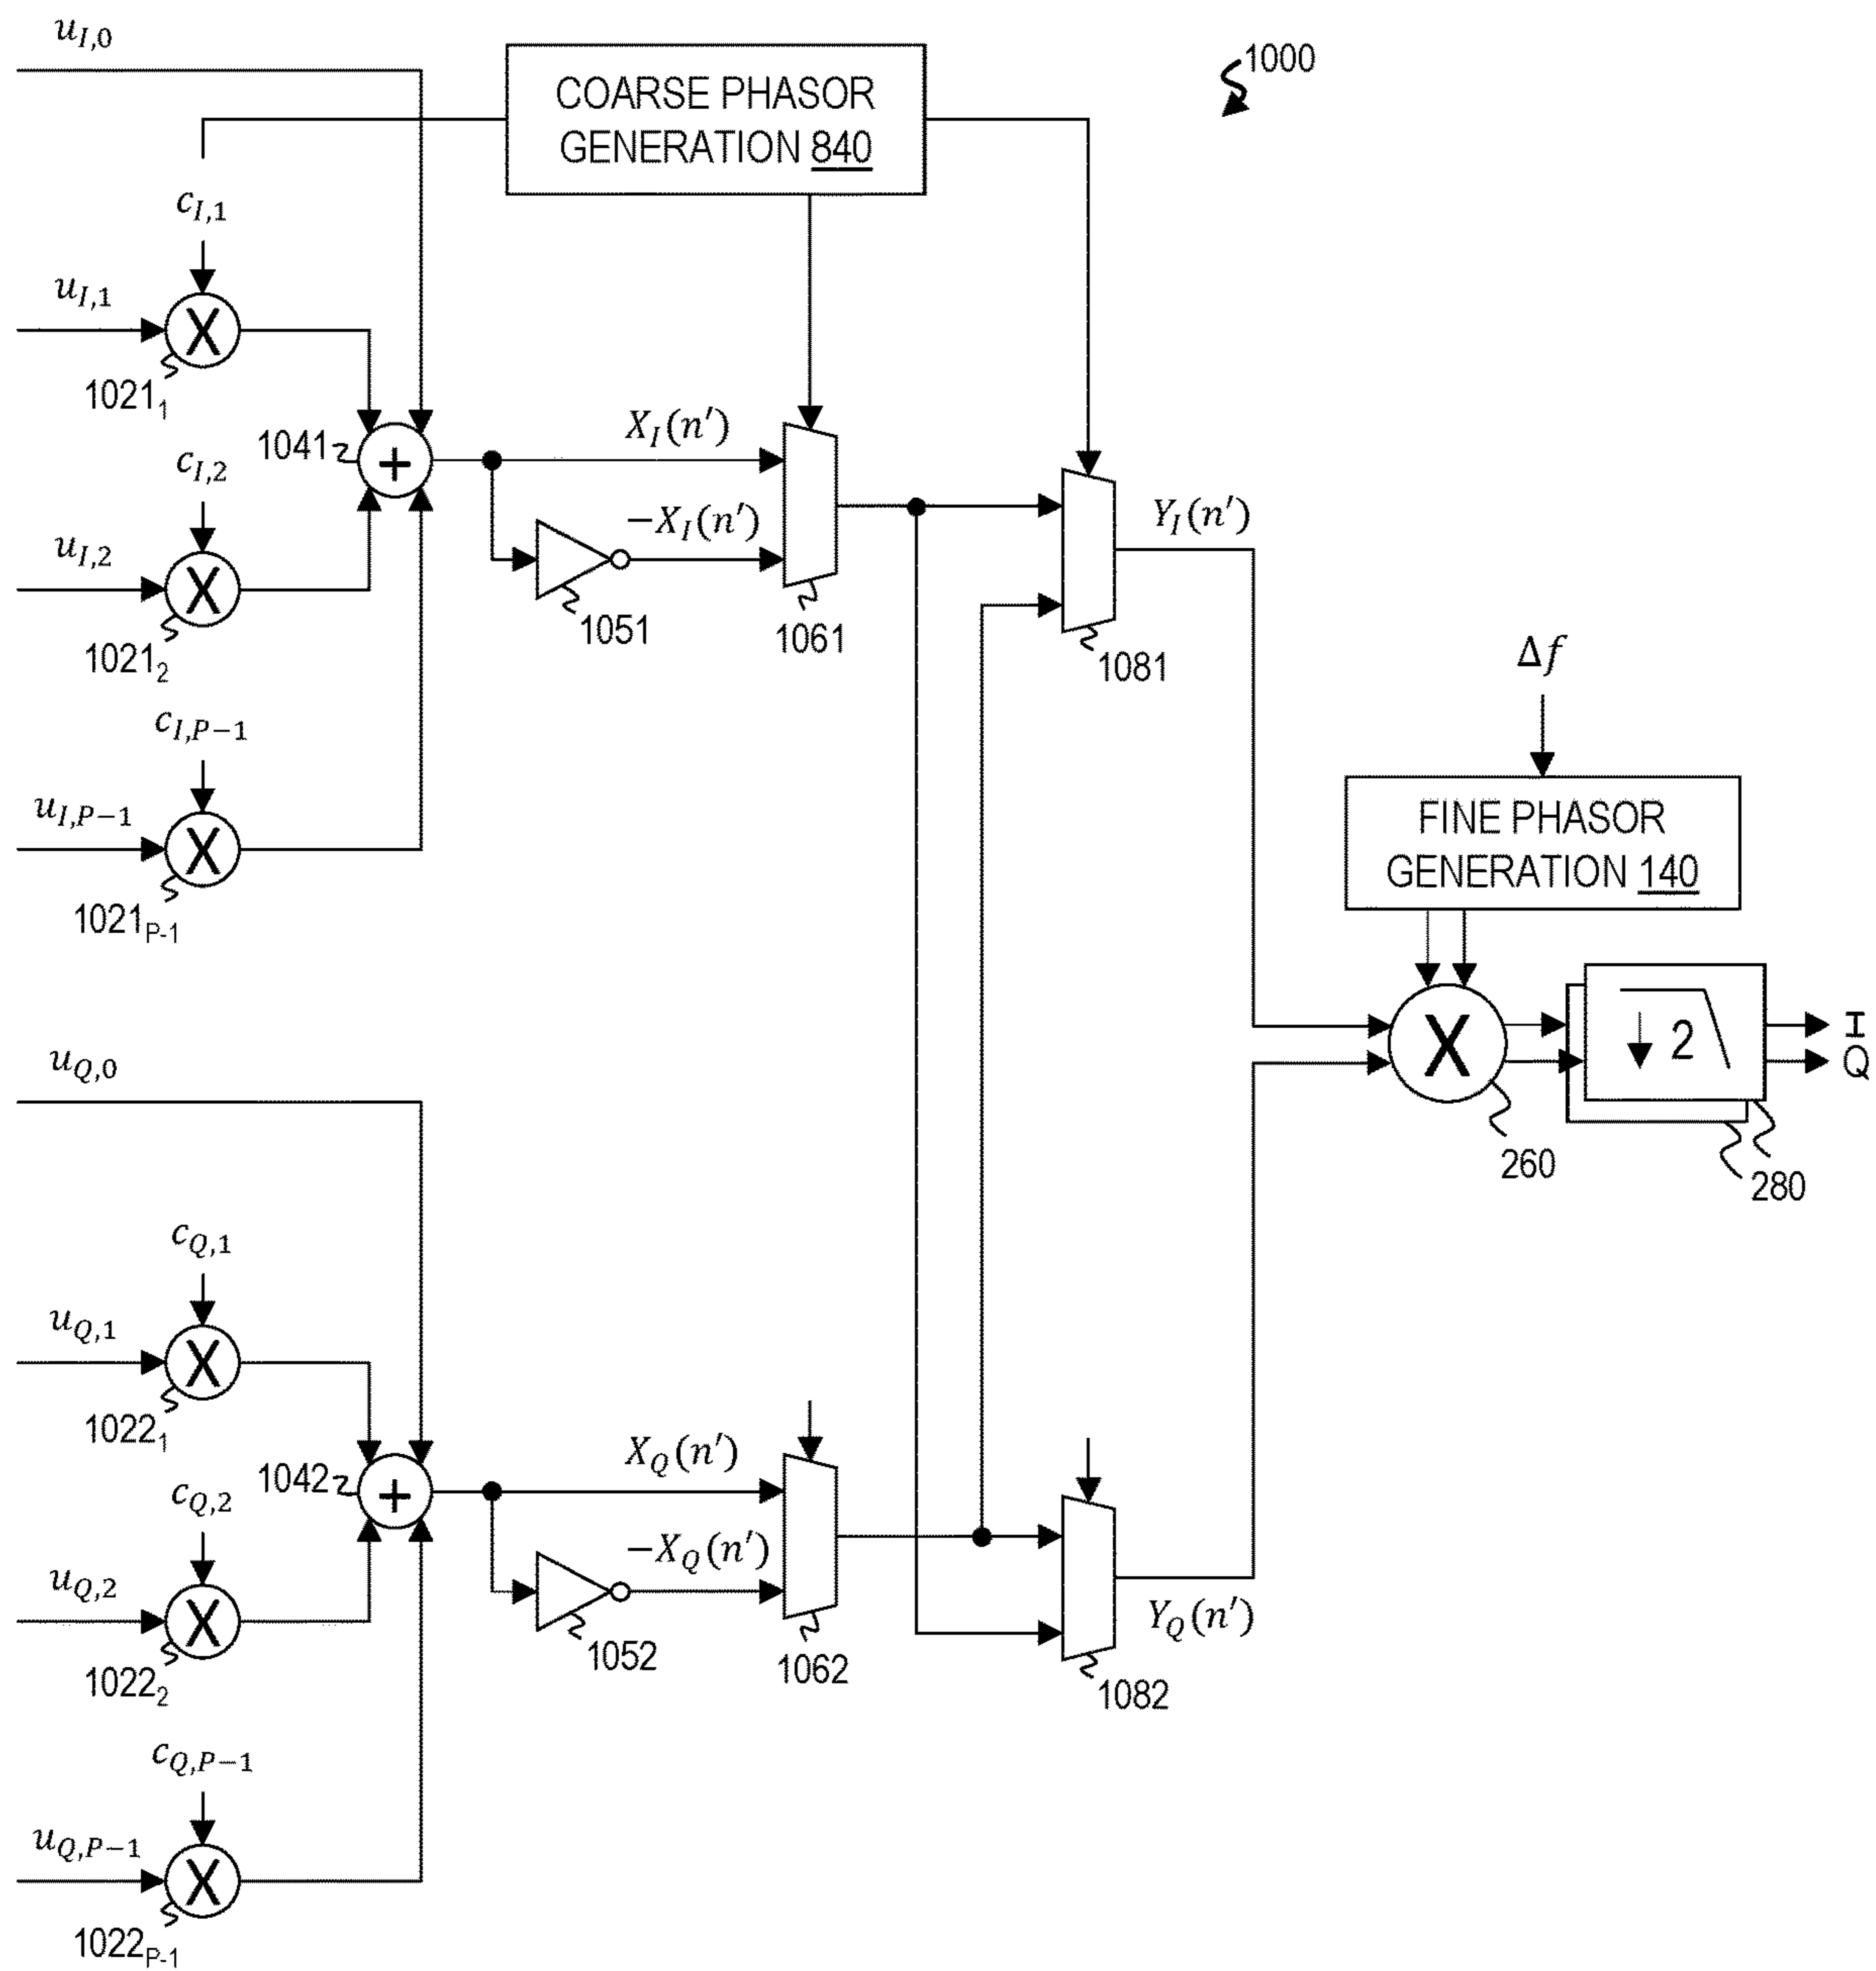 u_{I,0}
1000
COARSE PHASOR
GENERATION 840
c_{I,1}
u_{I,1}
X
1021_1
c_{I,2}
1041
+
X_I(n′)
−X_I(n′)
Y_I(n′)
u_{I,2}
X
1021_2
1051
1061
1081
Δf
c_{I,P−1}
u_{I,P−1}
X
1021_{P-1}
FINE PHASOR
GENERATION 140
X
↓ 2
I
Q
260
280
u_{Q,0}
c_{Q,1}
u_{Q,1}
X
1022_1
c_{Q,2}
1042
+
X_Q(n′)
−X_Q(n′)
Y_Q(n′)
u_{Q,2}
X
1022_2
1052
1062
1082
c_{Q,P−1}
u_{Q,P−1}
X
1022_{P-1}